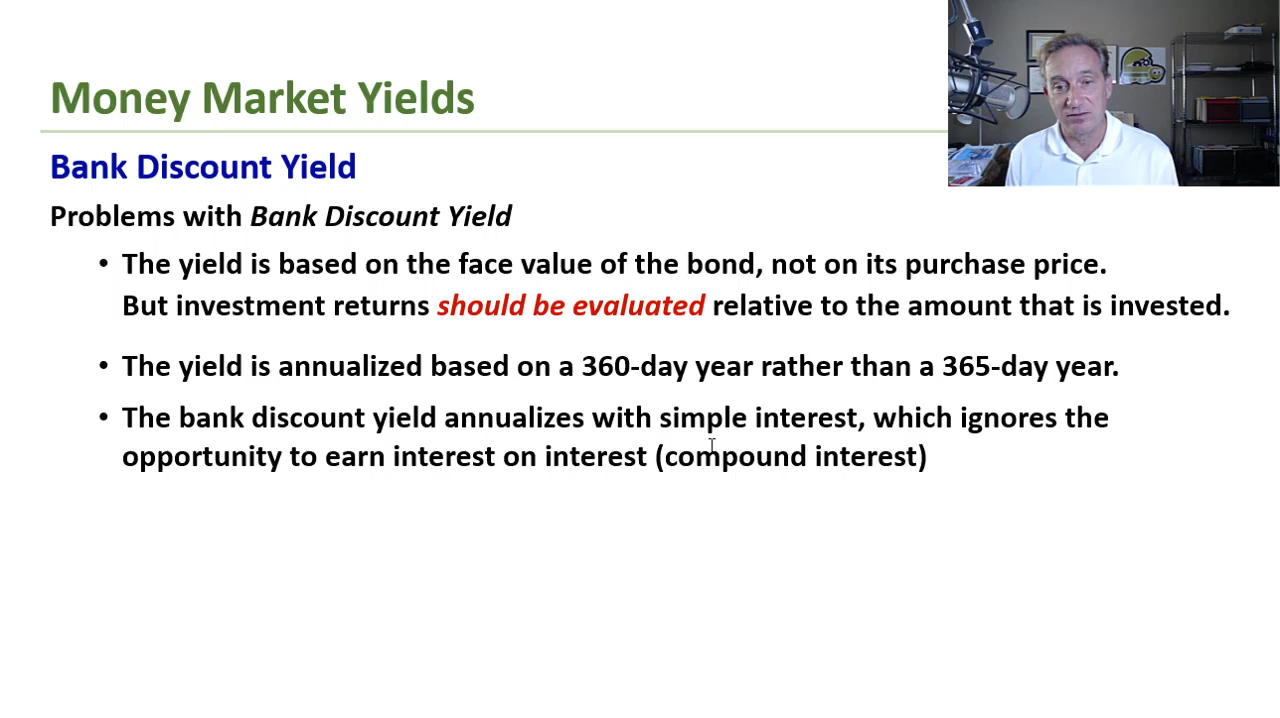 Money Market Yields
Bank Discount Yield
Problems with Bank Discount Yield
• The yield is based on the face value of the bond, not on its purchase price.
But investment returns should be evaluated relative to the amount that is invested.
• The yield is annualized based on a 360-day year rather than a 365-day year.
• The bank discount yield annualizes with simple interest, which ignores the
opportunity to earn interest on interest (compound interest)